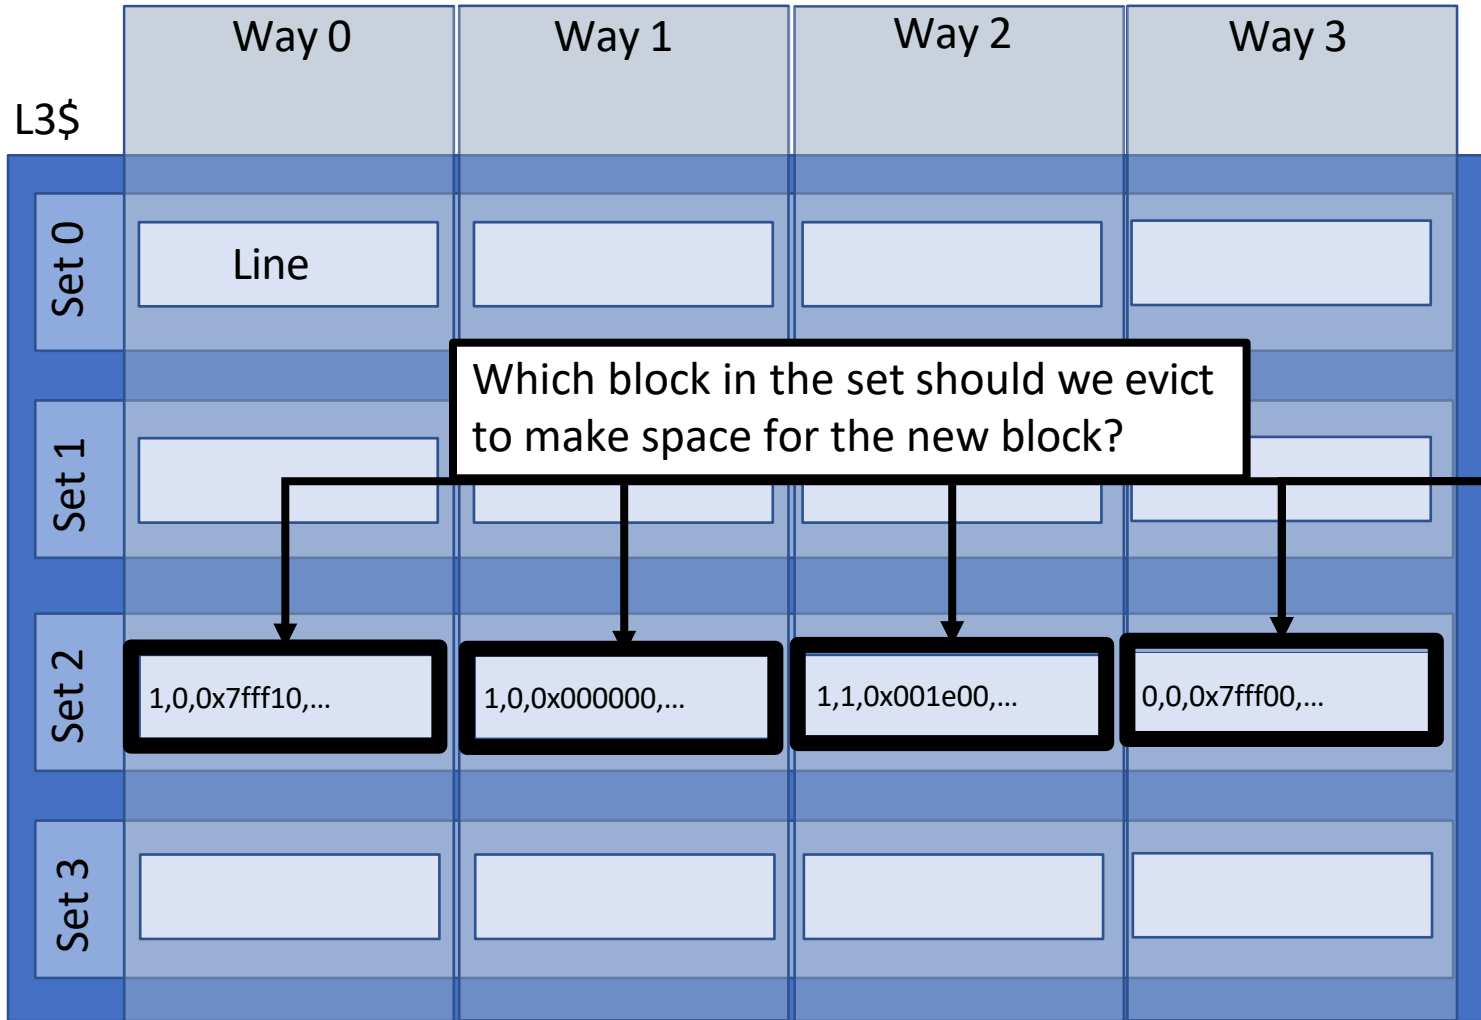 Way 0
Way 1
Way 2
Way 3
L3$
Set 0
Line
Which block in the set should we evict
to make space for the new block?
Set 1
Set 2
1,0,0x7fff10,...
1,0,0x000000,...
1,1,0x001e00,...
0,0,0x7fff00,...
Set 3